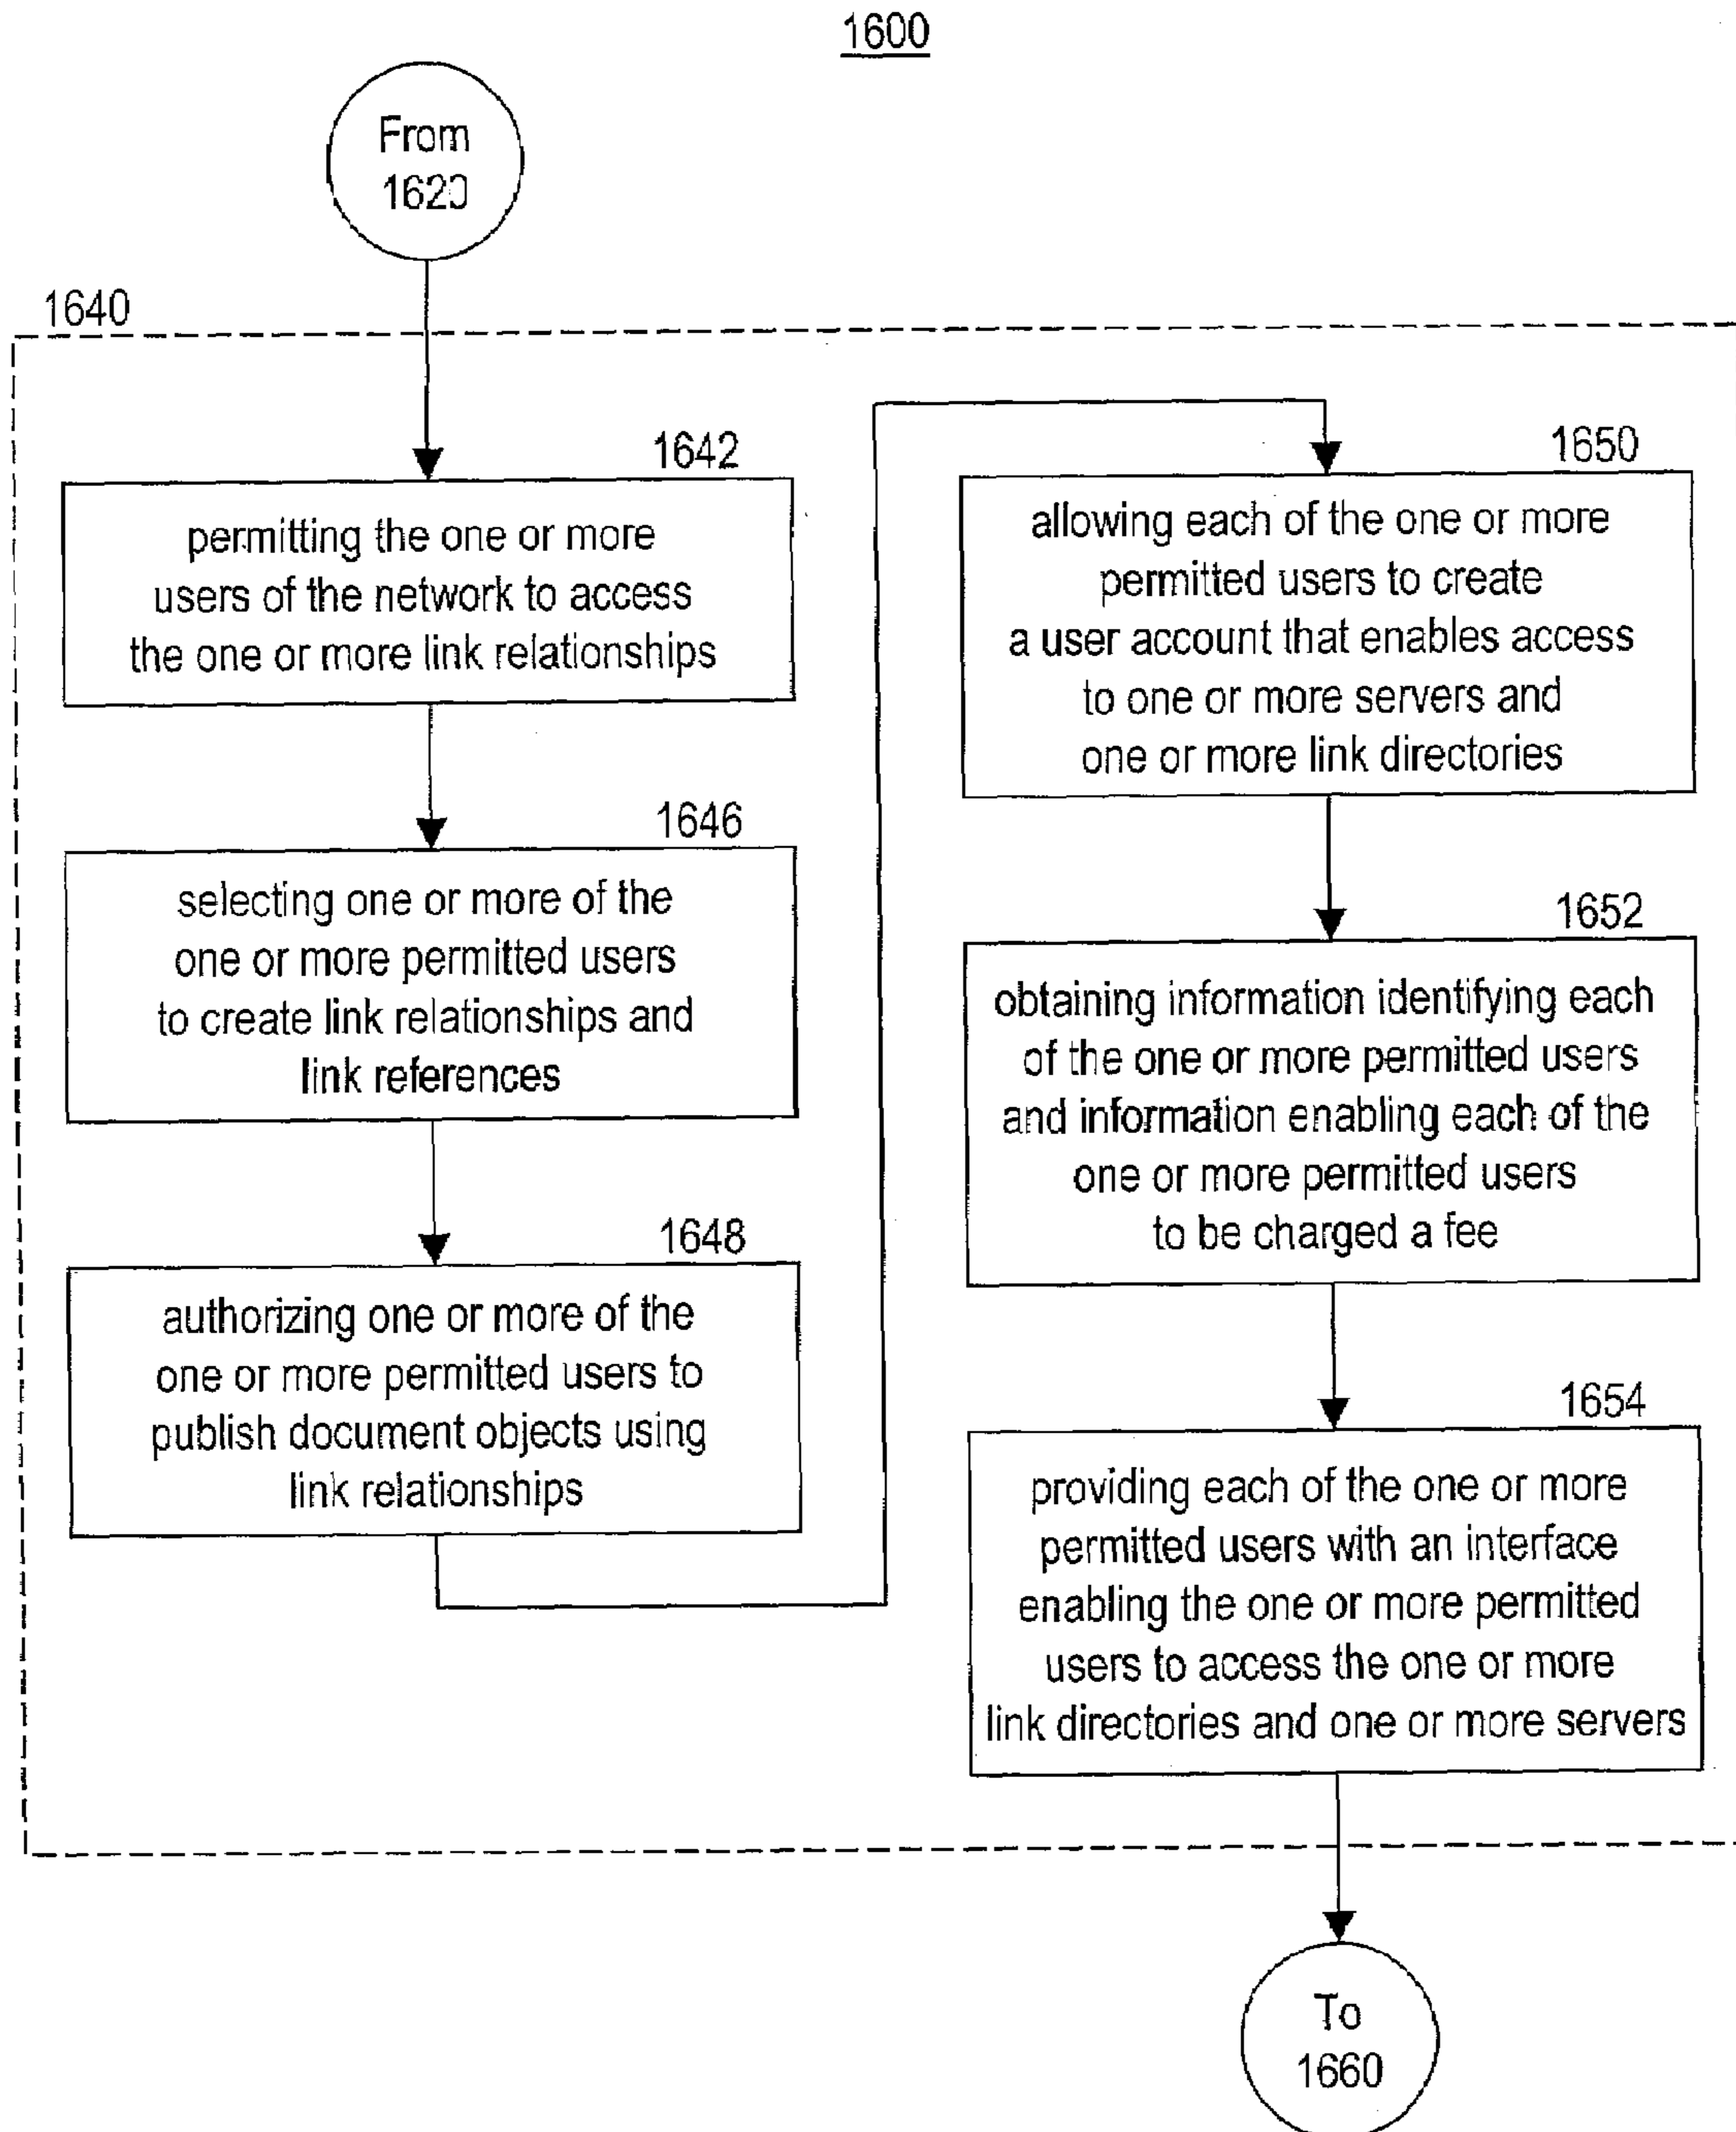 1600
From
1620
1640
1642
permitting the one or more
users of the network to access
the one or more link relationships
1646
selecting one or more of the
one or more permitted users
to create link relationships and
link references
1648
authorizing one or more of the
one or more permitted users to
publish document objects using
link relationships
1650
allowing each of the one or more
permitted users to create
a user account that enables access
to one or more servers and
one or more link directories
1652
obtaining information identifying each
of the one or more permitted users
and information enabling each of the
one or more permitted users
to be charged a fee
1654
providing each of the one or more
permitted users with an interface
enabling the one or more permitted
users to access the one or more
link directories and one or more servers
To
1660